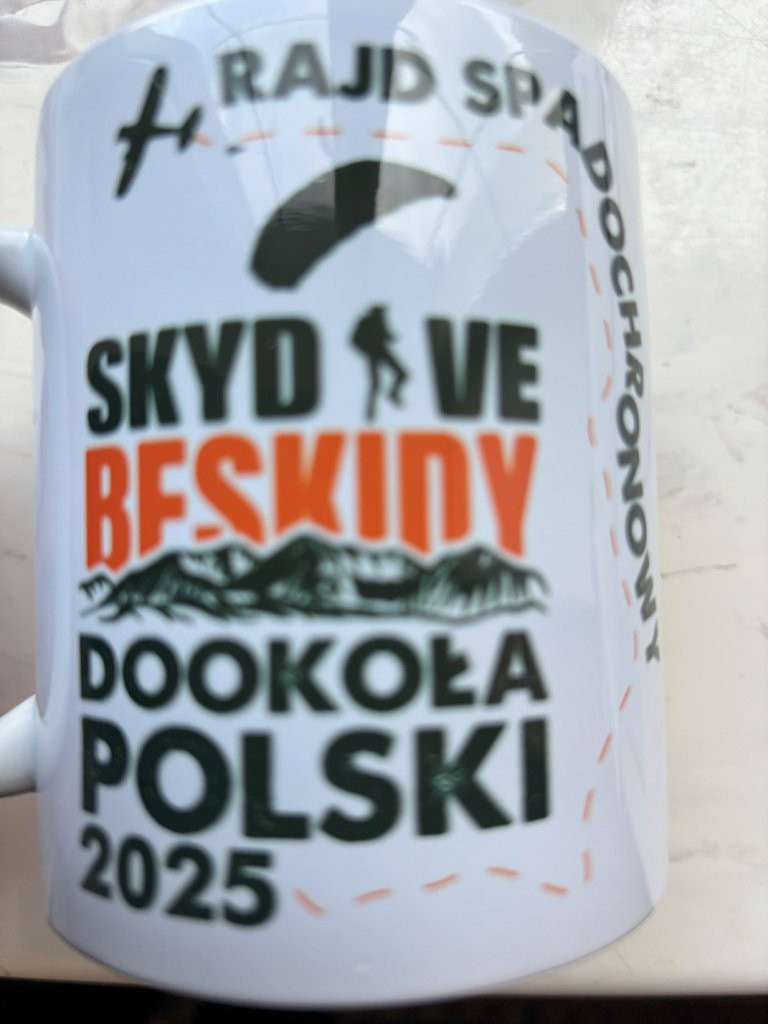 RAJD SPADOCHRONOWY
SKYD VE
BESKIDY
DOOKOŁA
POLSKI
2025